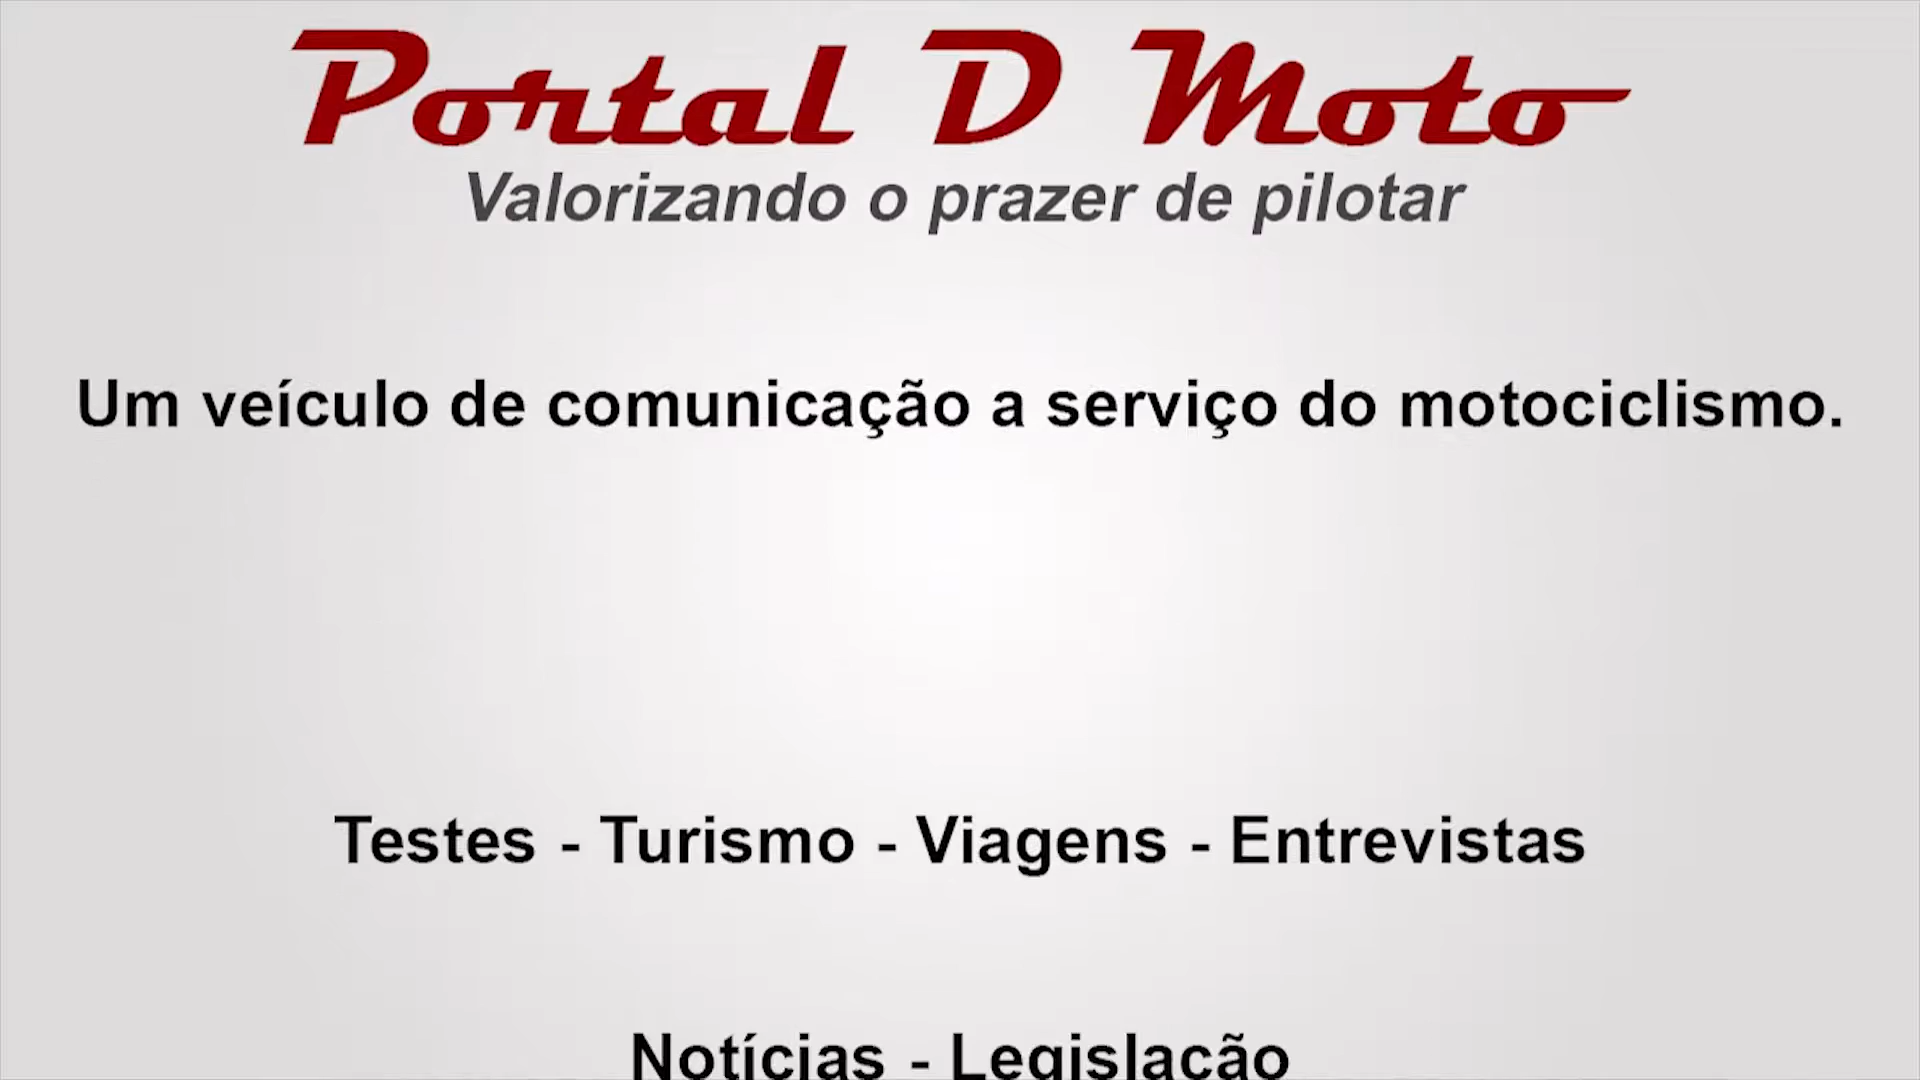 Portal D Moto
Valorizando o prazer de pilotar
Um veículo de comunicação a serviço do motociclismo.
Testes - Turismo - Viagens - Entrevistas
Notícias - Legislação